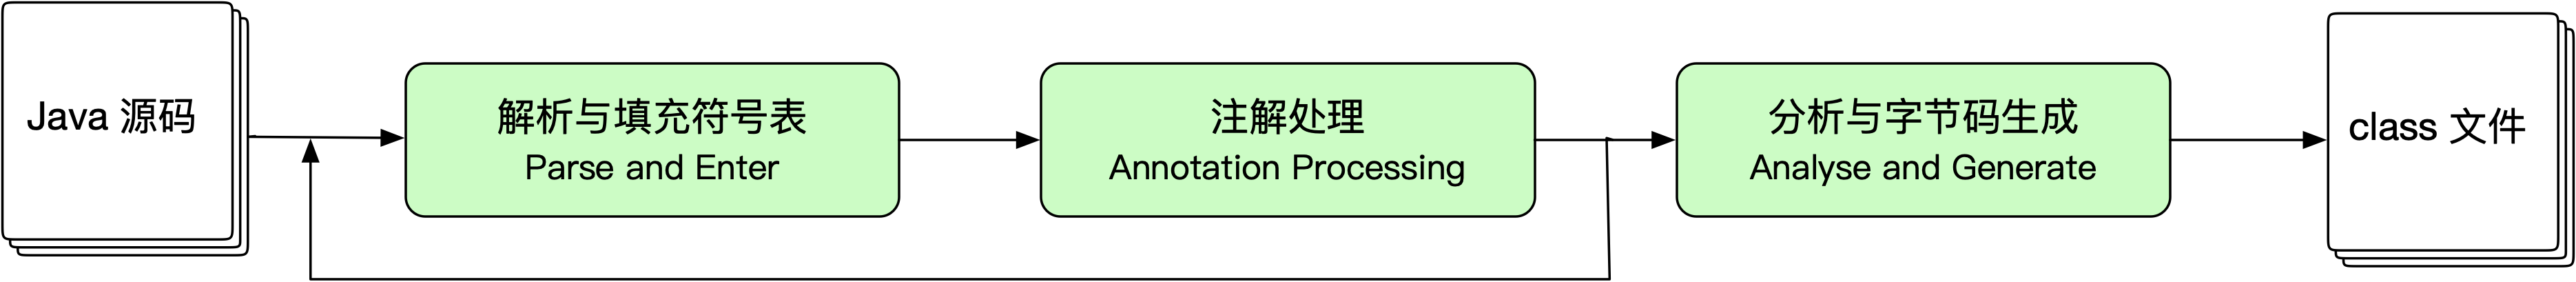 Java 源码
解析与填充符号表
Parse and Enter
注解处理
Annotation Processing
分析与字节码生成
Analyse and Generate
class 文件